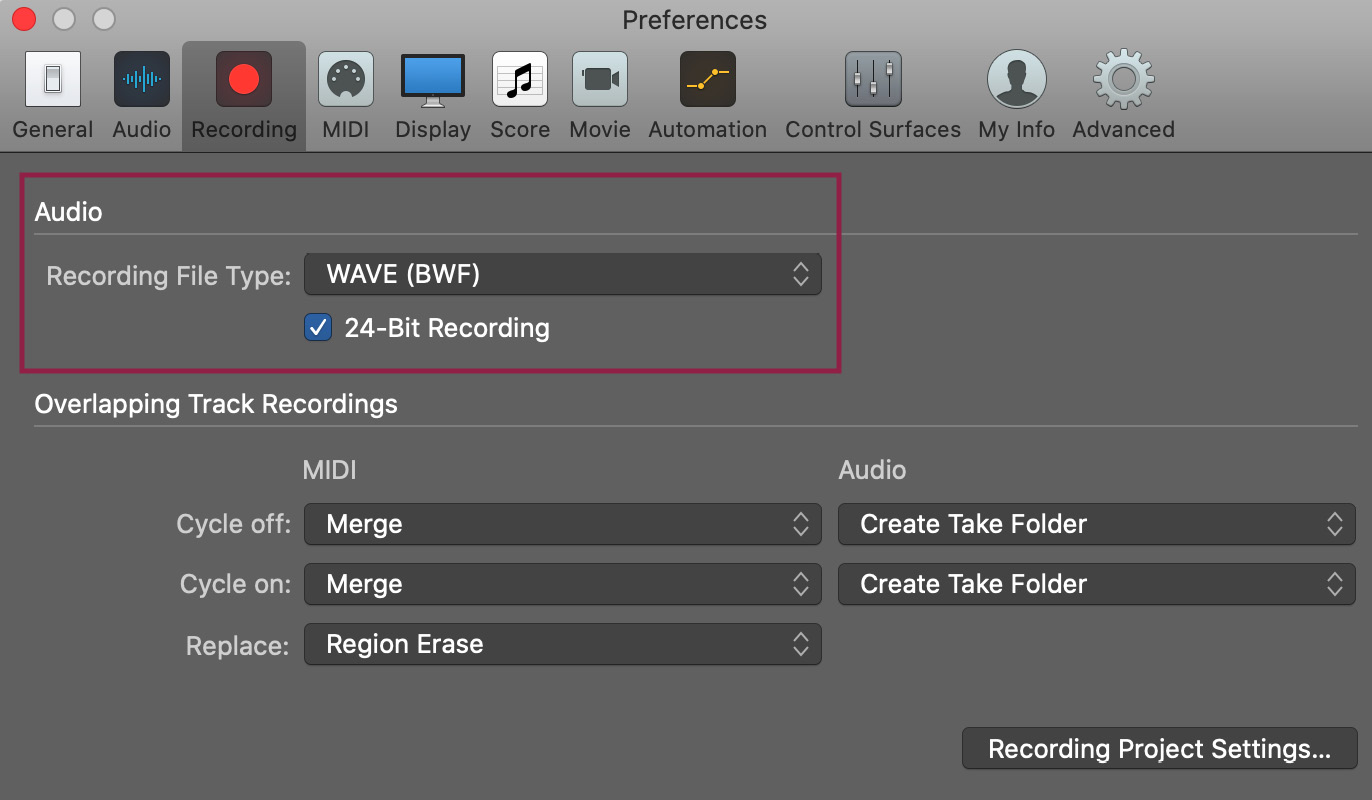 Preferences
General Audio Recording MIDI Display Score Movie Automation Control Surfaces My Info Advanced
Audio
Recording File Type: WAVE (BWF)
24-Bit Recording
Overlapping Track Recordings
MIDI Audio
Cycle off: Merge Create Take Folder
Cycle on: Merge Create Take Folder
Replace: Region Erase
Recording Project Settings...